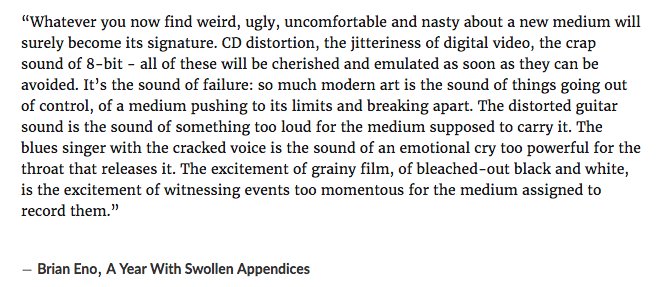 “Whatever you now find weird, ugly, uncomfortable and nasty about a new medium will
surely become its signature. CD distortion, the jitteriness of digital video, the crap
sound of 8-bit - all of these will be cherished and emulated as soon as they can be
avoided. It’s the sound of failure: so much modern art is the sound of things going out
of control, of a medium pushing to its limits and breaking apart. The distorted guitar
sound is the sound of something too loud for the medium supposed to carry it. The
blues singer with the cracked voice is the sound of an emotional cry too powerful for the
throat that releases it. The excitement of grainy film, of bleached-out black and white,
is the excitement of witnessing events too momentous for the medium assigned to
record them.”
— Brian Eno, A Year With Swollen Appendices